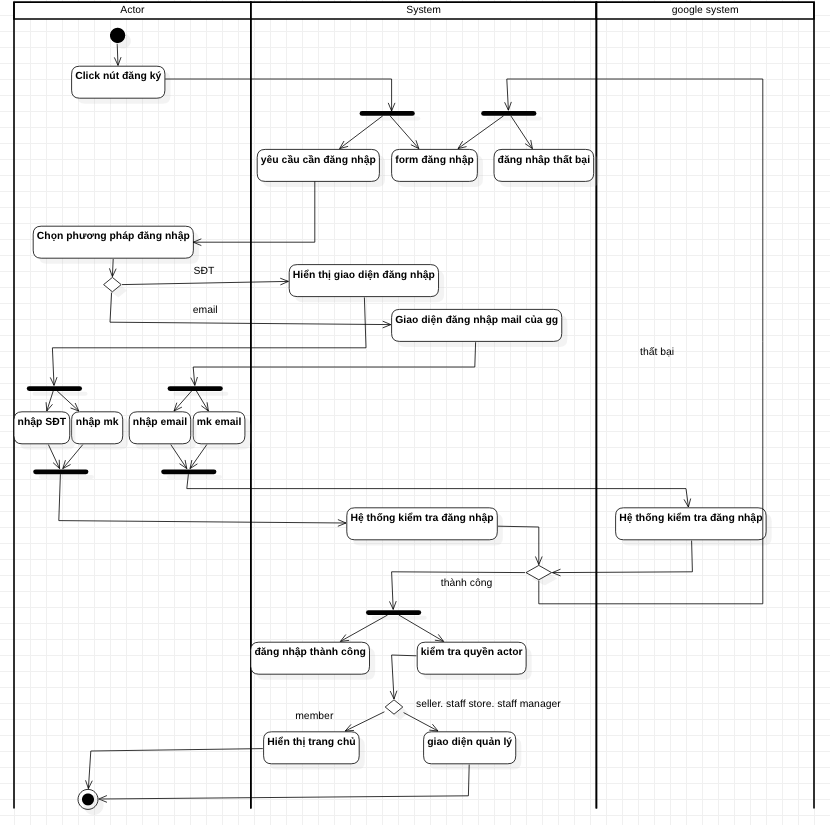 Actor
System
google system
Click nút đăng ký
yêu cầu cần đăng nhập
form đăng nhập
đăng nhâp thất bại
Chọn phương pháp đăng nhập
SĐT
Hiển thị giao diện đăng nhập
email
Giao diện đăng nhập mail của gg
thất bại
nhập SĐT
nhập mk
nhập email
mk email
Hệ thống kiểm tra đăng nhập
Hệ thống kiểm tra đăng nhập
thành công
đăng nhập thành công
kiểm tra quyền actor
seller. staff store. staff manager
member
Hiển thị trang chủ
giao diện quản lý